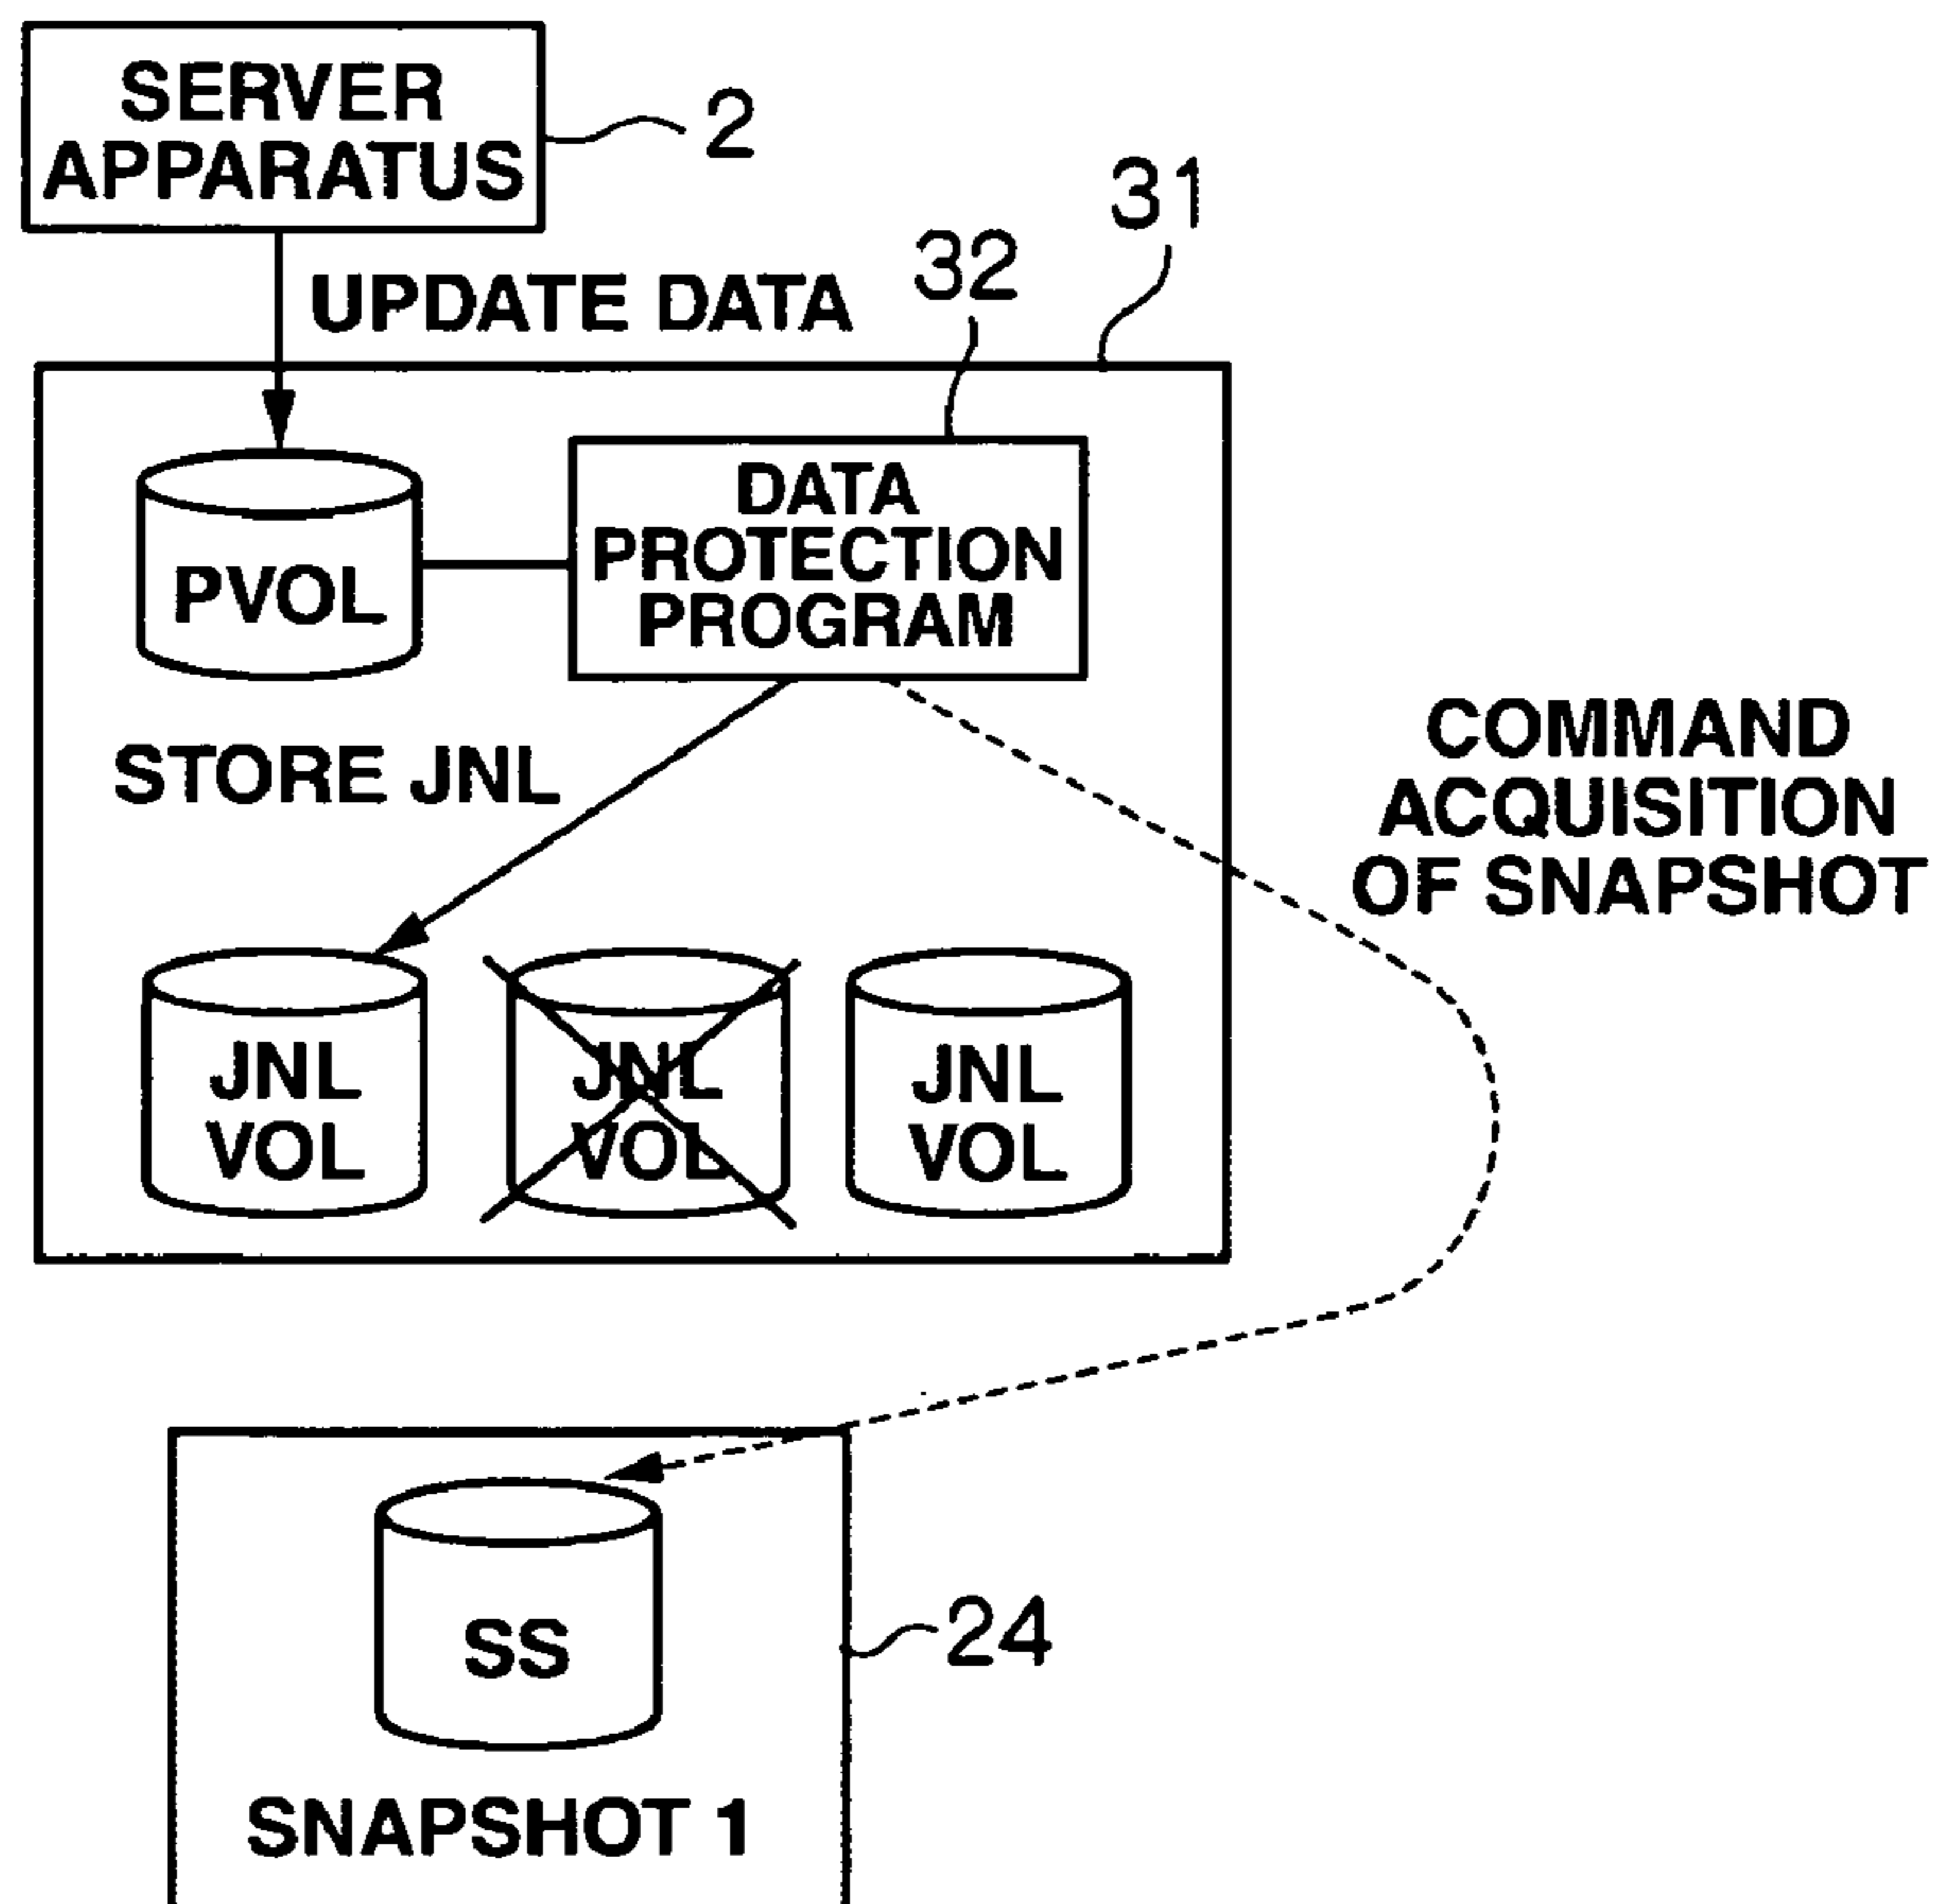 SERVER
APPARATUS
2
31
32
UPDATE DATA
DATA
PROTECTION
PROGRAM
PVOL
STORE JNL
COMMAND
ACQUISITION
OF SNAPSHOT
JNL
VOL
JNL
VOL
JNL
VOL
SS
24
SNAPSHOT 1